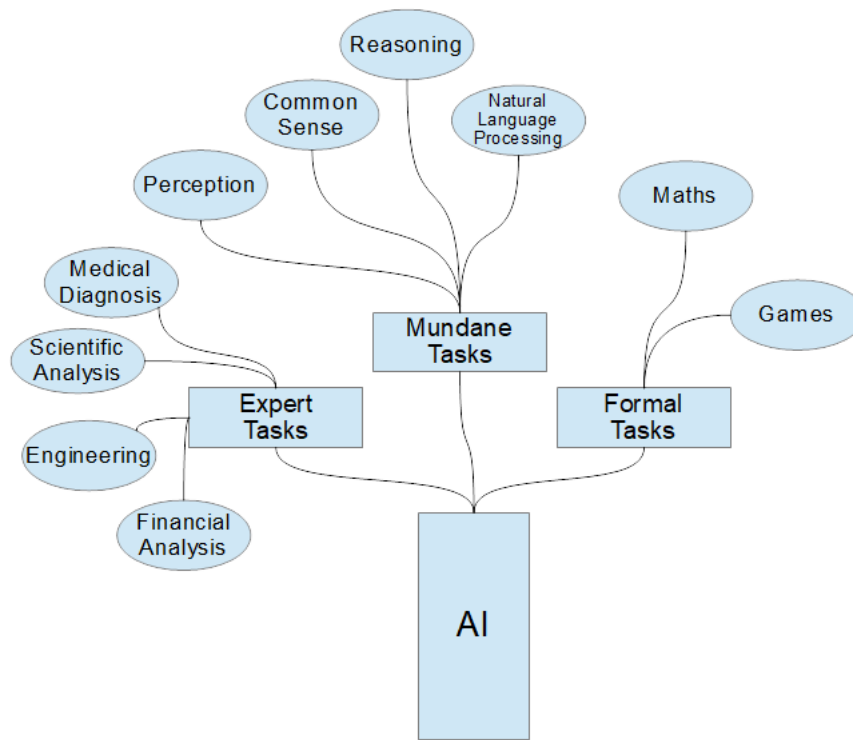 Reasoning
Common
Sense
Natural
Language
Processing
Perception
Maths
Medical
Diagnosis
Games
Mundane
Tasks
Scientific
Analysis
Expert
Tasks
Formal
Tasks
Engineering
Financial
Analysis
AI